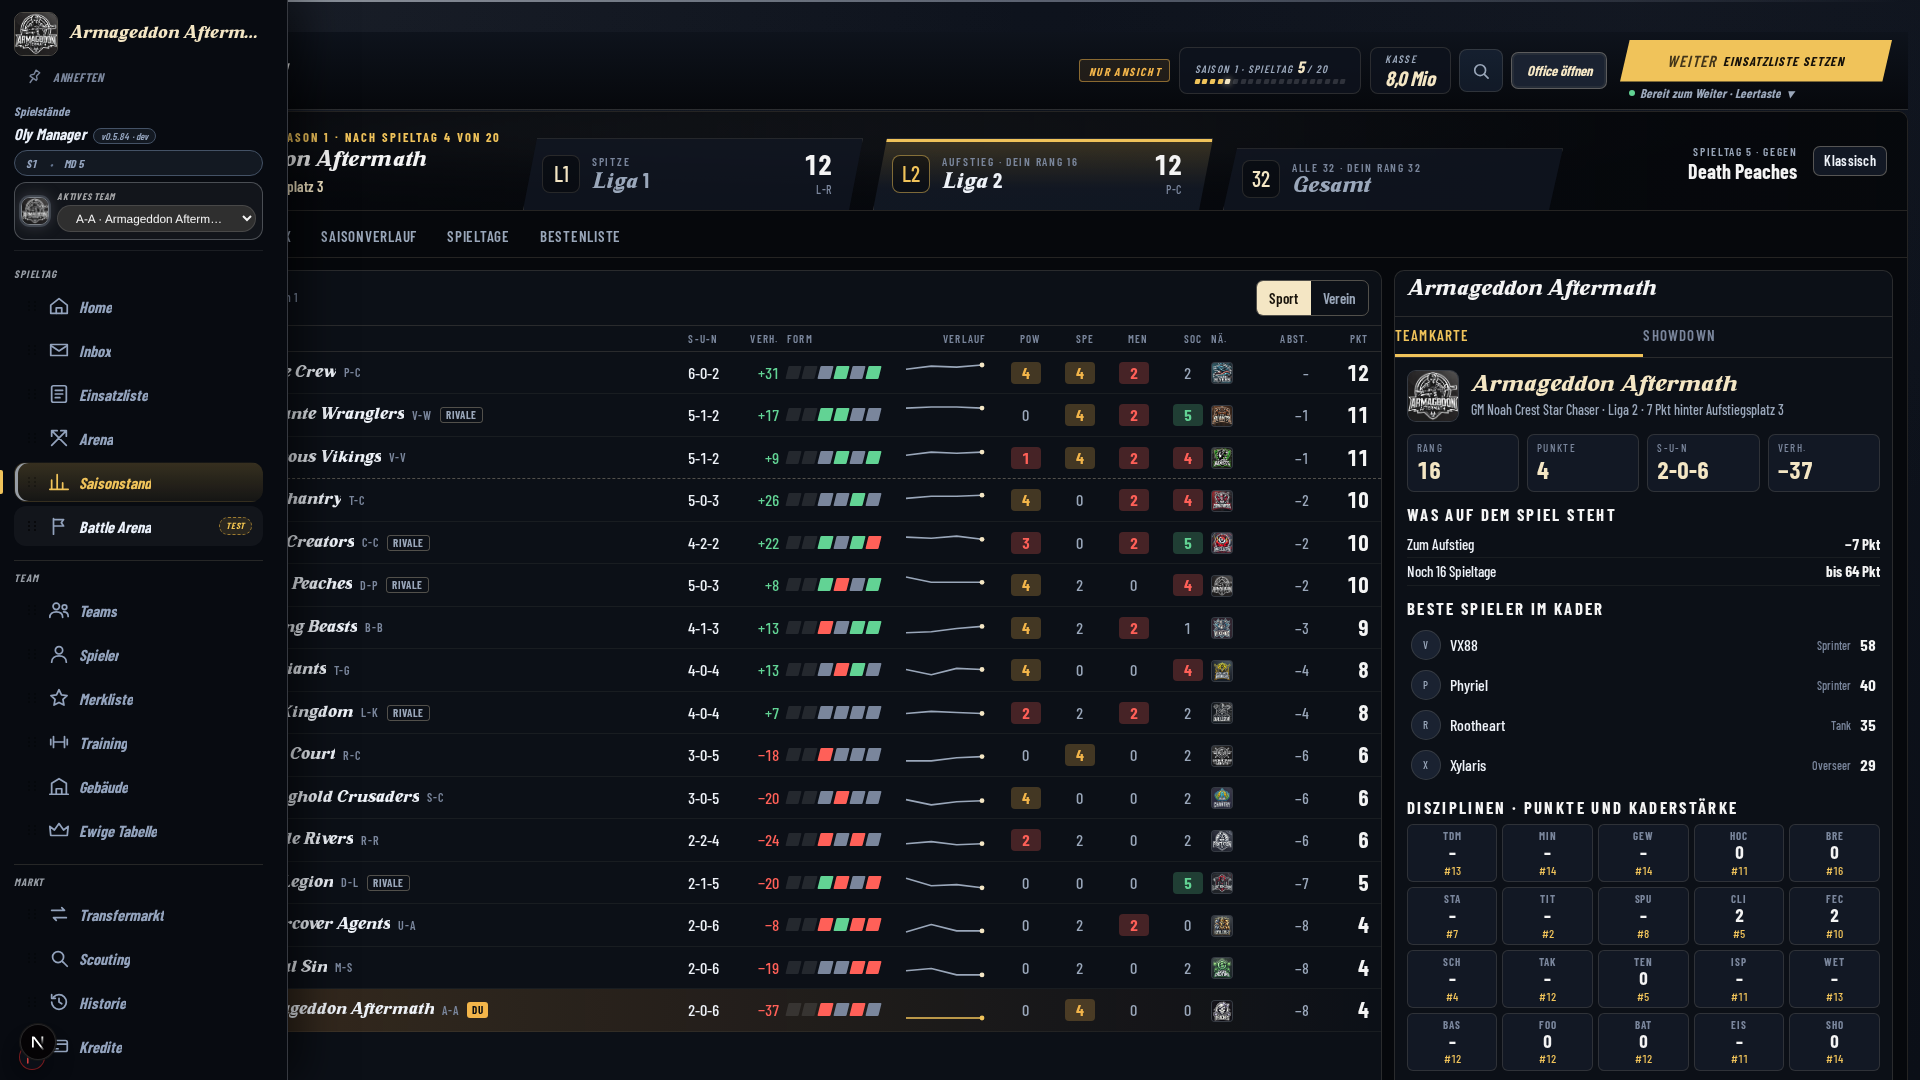 Armageddon Afterm...
ANHEFTEN
Spielstände
Oly Manager v0.5.84 · dev
S1 · MD 5
AKTIVES TEAM
A-A · Armageddon Afterm...
SPIELTAG
Home
Inbox
Einsatzliste
Arena
Saisonstand
Battle Arena TEST
TEAM
Teams
Spieler
Merkliste
Training
Gebäude
Ewige Tabelle
MARKT
Transfermarkt
Scouting
Historie
Kredite
N
NUR ANSICHT
SAISON 1 · SPIELTAG 5 / 20
KASSE
8,0 Mio
Office öffnen
WEITER EINSATZLISTE SETZEN
Bereit zum Weiter · Leertaste ▼
ASON 1 · NACH SPIELTAG 4 VON 20
on Aftermath
platz 3
L1 SPITZE Liga 1 12 L-R
L2 AUFSTIEG · DEIN RANG 16 Liga 2 12 P-C
32 ALLE 32 · DEIN RANG 32 Gesamt
SPIELTAG 5 · GEGEN
Death Peaches
Klassisch
SAISONVERLAUF SPIELTAGE BESTENLISTE
n 1
Sport Verein
S-U-N VERH. FORM VERLAUF POW SPE MEN SOC NÄ. ABST. PKT
e Crew P-C 6-0-2 +31 4 4 2 2 – 12
ante Wranglers V-W RIVALE 5-1-2 +17 0 4 2 5 −1 11
ous Vikings V-V 5-1-2 +9 1 4 2 4 −1 11
hantry T-C 5-0-3 +26 4 0 2 4 −2 10
Creators C-C RIVALE 4-2-2 +22 3 0 2 5 −2 10
Peaches D-P RIVALE 5-0-3 +8 4 2 0 4 −2 10
ng Beasts B-B 4-1-3 +13 4 2 2 1 −3 9
iants T-G 4-0-4 +13 4 0 0 4 −4 8
Kingdom L-K RIVALE 4-0-4 +7 2 2 2 2 −4 8
Court R-C 3-0-5 −18 0 4 0 2 −6 6
ghold Crusaders S-C 3-0-5 −20 4 0 0 2 −6 6
le Rivers R-R 2-2-4 −24 2 2 0 2 −6 6
Legion D-L RIVALE 2-1-5 −20 0 0 0 5 −7 5
rcover Agents U-A 2-0-6 −8 0 2 2 0 −8 4
al Sin M-S 2-0-6 −19 0 2 0 2 −8 4
geddon Aftermath A-A DU 2-0-6 −37 0 4 0 0 −8 4
Armageddon Aftermath
TEAMKARTE SHOWDOWN
Armageddon Aftermath
GM Noah Crest Star Chaser · Liga 2 · 7 Pkt hinter Aufstiegsplatz 3
RANG PUNKTE S-U-N VERH.
16 4 2-0-6 −37
WAS AUF DEM SPIEL STEHT
Zum Aufstieg −7 Pkt
Noch 16 Spieltage bis 64 Pkt
BESTE SPIELER IM KADER
V VX88 Sprinter 58
P Phyriel Sprinter 40
R Rootheart Tank 35
X Xylaris Overseer 29
DISZIPLINEN · PUNKTE UND KADERSTÄRKE
TDM MIN GEW HOC BRE
– – – 0 0
#13 #14 #14 #11 #16
STA TIT SPU CLI FEC
– – – 2 2
#7 #2 #8 #5 #10
SCH TAK TEN ISP WET
– – 0 – –
#4 #12 #5 #11 #13
BAS FOO BAT EIS SHO
– 0 0 – 0
#12 #12 #12 #11 #14